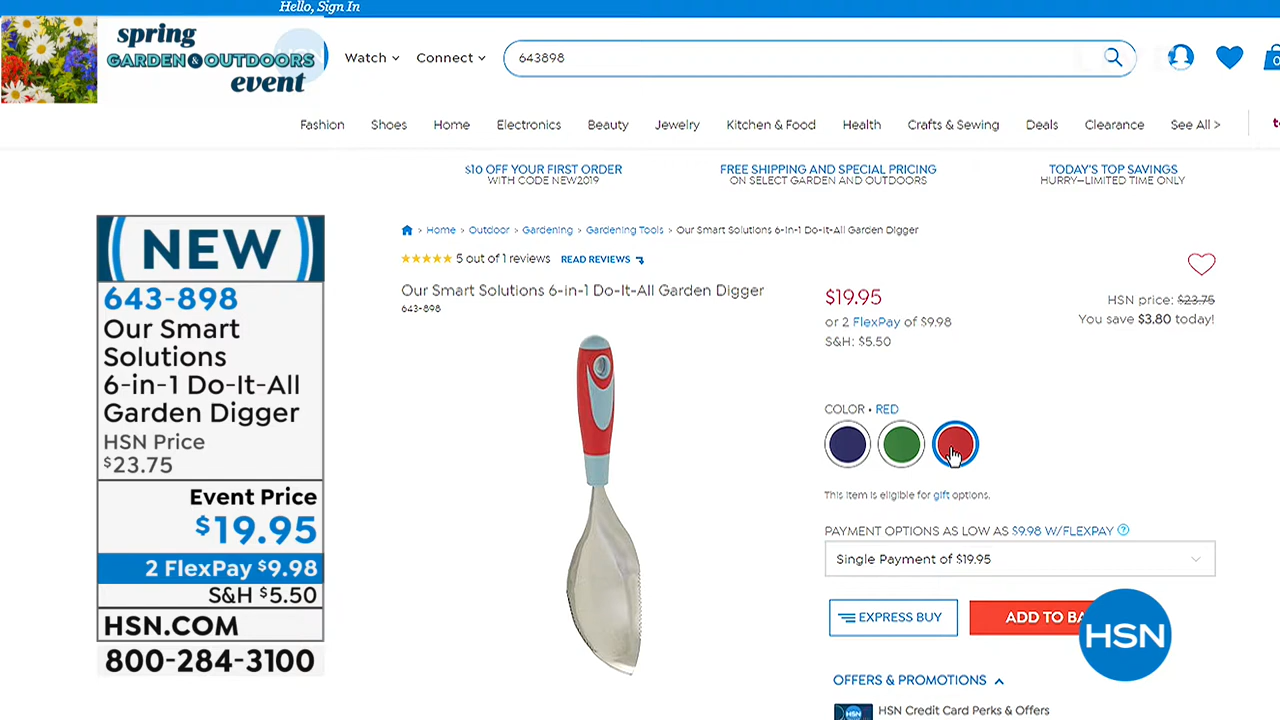 Hello, Sign In
spring
GARDEN & OUTDOORS
event
Watch
Connect
643898
0
Fashion
Shoes
Home
Electronics
Beauty
Jewelry
Kitchen & Food
Health
Crafts & Sewing
Deals
Clearance
See All >
$10 OFF YOUR FIRST ORDER
WITH CODE NEW2019
FREE SHIPPING AND SPECIAL PRICING
ON SELECT GARDEN AND OUTDOORS
TODAY'S TOP SAVINGS
HURRY—LIMITED TIME ONLY
NEW
643-898
Our Smart
Solutions
6-in-1 Do-It-All
Garden Digger
HSN Price
$23.75
Event Price
$19.95
2 FlexPay $9.98
S&H $5.50
HSN.COM
800-284-3100
> Home > Outdoor > Gardening > Gardening Tools > Our Smart Solutions 6-in-1 Do-It-All Garden Digger
5 out of 1 reviews READ REVIEWS
Our Smart Solutions 6-in-1 Do-It-All Garden Digger
643-898
$19.95
or 2 FlexPay of $9.98
S&H: $5.50
HSN price: $23.75
You save $3.80 today!
COLOR • RED
This item is eligible for gift options.
PAYMENT OPTIONS AS LOW AS $9.98 W/FLEXPAY ?
Single Payment of $19.95
EXPRESS BUY
ADD TO BA
HSN
OFFERS & PROMOTIONS
HSN
HSN Credit Card Perks & Offers